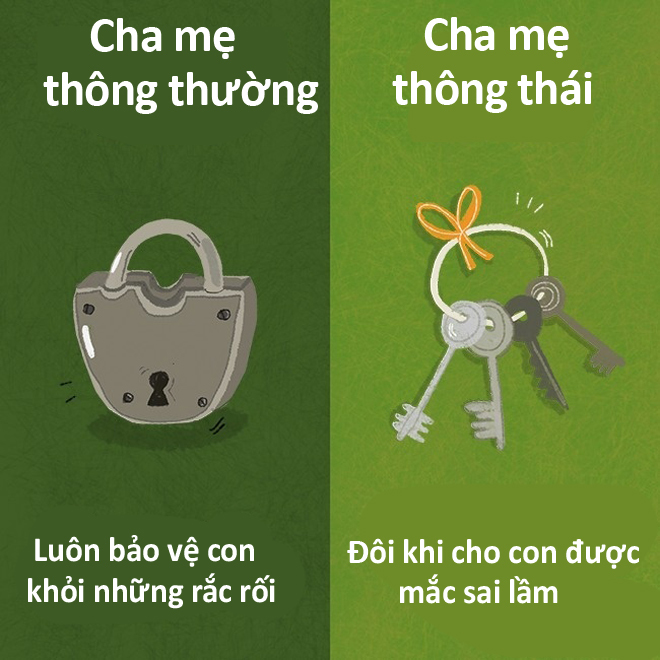 Cha mẹ
thông thường
Cha mẹ
thông thái
Luôn bảo vệ con
khỏi những rắc rối
Đôi khi cho con được
mắc sai lầm